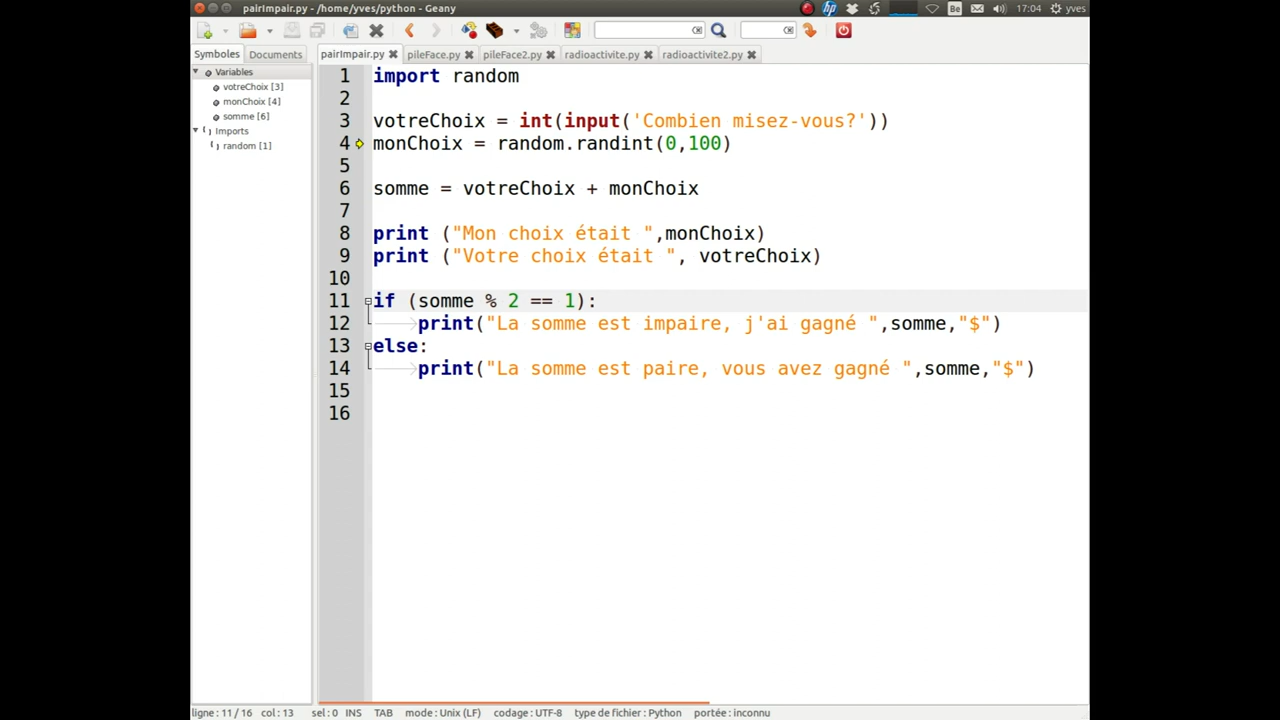 pairImpair.py - /home/yves/python - Geany
Be
17:04
yves
Symboles
Documents
pairImpair.py
pileFace.py
pileFace2.py
radioactivite.py
radioactivite2.py
Variables
votreChoix [3]
monChoix [4]
somme [6]
Imports
random [1]
1 import random
2
3 votreChoix = int(input('Combien misez-vous?'))
4 monChoix = random.randint(0,100)
5
6 somme = votreChoix + monChoix
7
8 print ("Mon choix était ",monChoix)
9 print ("Votre choix était ", votreChoix)
10
11 if (somme % 2 == 1):
12 print("La somme est impaire, j'ai gagné ",somme,"$")
13 else:
14 print("La somme est paire, vous avez gagné ",somme,"$")
15
16
ligne : 11 / 16 col : 13 sel : 0 INS TAB mode : Unix (LF) codage : UTF-8 type de fichier : Python portée : inconnu